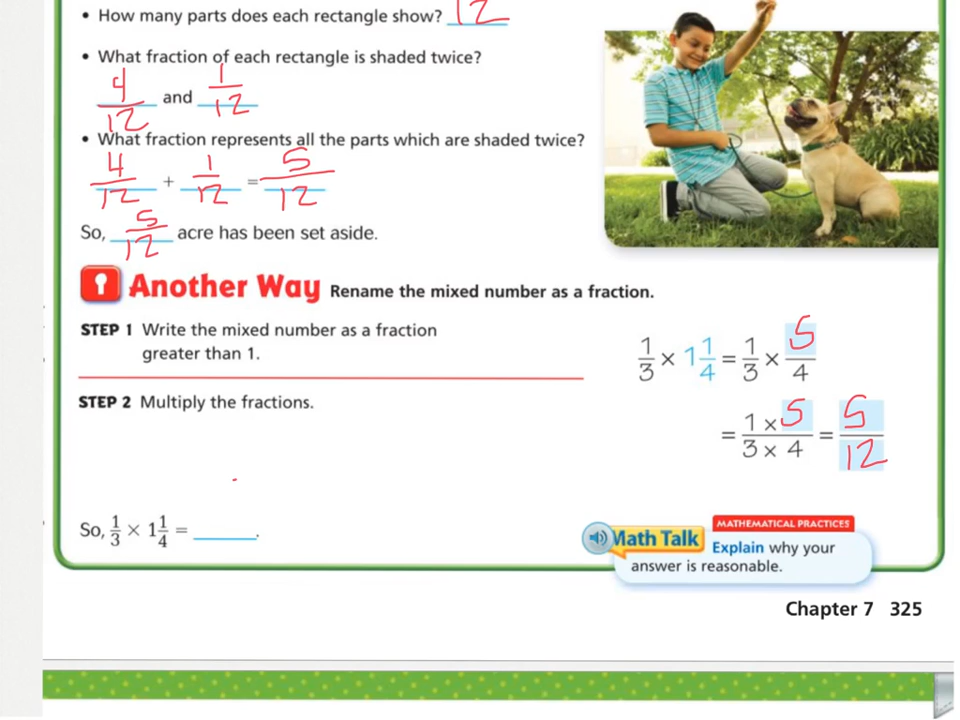 • How many parts does each rectangle show? 12
• What fraction of each rectangle is shaded twice?
4/12 and 1/12
• What fraction represents all the parts which are shaded twice?
4/12 + 1/12 = 5/12
So, 5/12 acre has been set aside.
Another Way Rename the mixed number as a fraction.
STEP 1 Write the mixed number as a fraction
greater than 1.
1/3 × 1 1/4 = 1/3 × 5/4
STEP 2 Multiply the fractions.
= 1 × 5 / 3 × 4 = 5/12
So, 1/3 × 1 1/4 = ______.
Math Talk
MATHEMATICAL PRACTICES
Explain why your
answer is reasonable.
Chapter 7 325